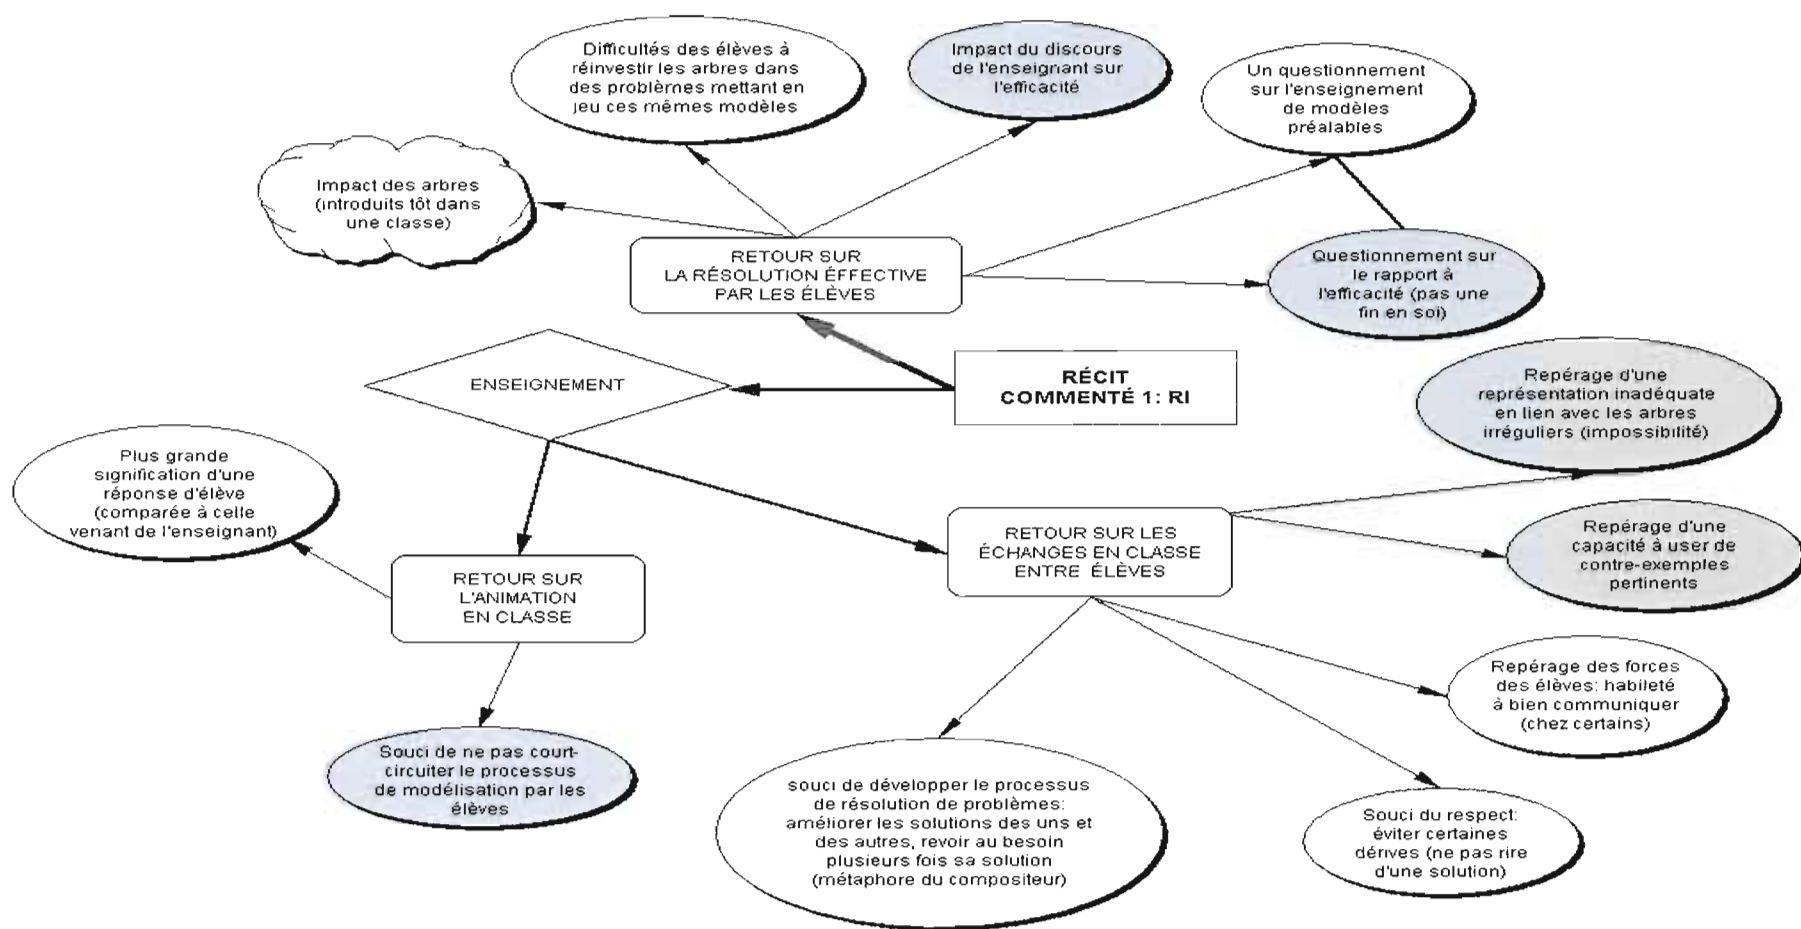 Difficultés des élèves à
réinvestir les arbres dans
des problèmes mettant en
jeu ces mêmes modèles
Impact du discours
de l'enseignant sur
l'efficacité
Un questionnement
sur l'enseignement
de modèles
préalables
Impact des arbres
(introduits tôt dans
une classe)
RETOUR SUR
LA RÉSOLUTION ÉFFECTIVE
PAR LES ÉLÈVES
Questionnement sur
le rapport à
l'efficacité (pas une
fin en soi)
ENSEIGNEMENT
RÉCIT
COMMENTÉ 1: RI
Repérage d'une
représentation inadéquate
en lien avec les arbres
irréguliers (impossibilité)
Plus grande
signification d'une
réponse d'élève
(comparée à celle
venant de l'enseignant)
RETOUR SUR
L'ANIMATION
EN CLASSE
RETOUR SUR LES
ÉCHANGES EN CLASSE
ENTRE ÉLÈVES
Repérage d'une
capacité à user de
contre-exemples
pertinents
Repérage des forces
des élèves: habileté
à bien communiquer
(chez certains)
Souci de ne pas court-
circuiter le processus
de modélisation par les
élèves
souci de développer le processus
de résolution de problèmes:
améliorer les solutions des uns et
des autres, revoir au besoin
plusieurs fois sa solution
(métaphore du compositeur)
Souci du respect:
éviter certaines
dérives (ne pas rire
d'une solution)